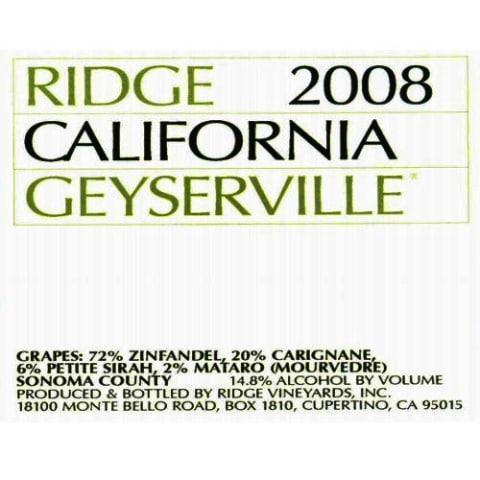 RIDGE 2008
CALIFORNIA
GEYSERVILLE®
GRAPES: 72% ZINFANDEL, 20% CARIGNANE,
6% PETITE SIRAH, 2% MATARO (MOURVEDRE)
SONOMA COUNTY 14.8% ALCOHOL BY VOLUME
PRODUCED & BOTTLED BY RIDGE VINEYARDS, INC.
18100 MONTE BELLO ROAD, BOX 1810, CUPERTINO, CA 95015